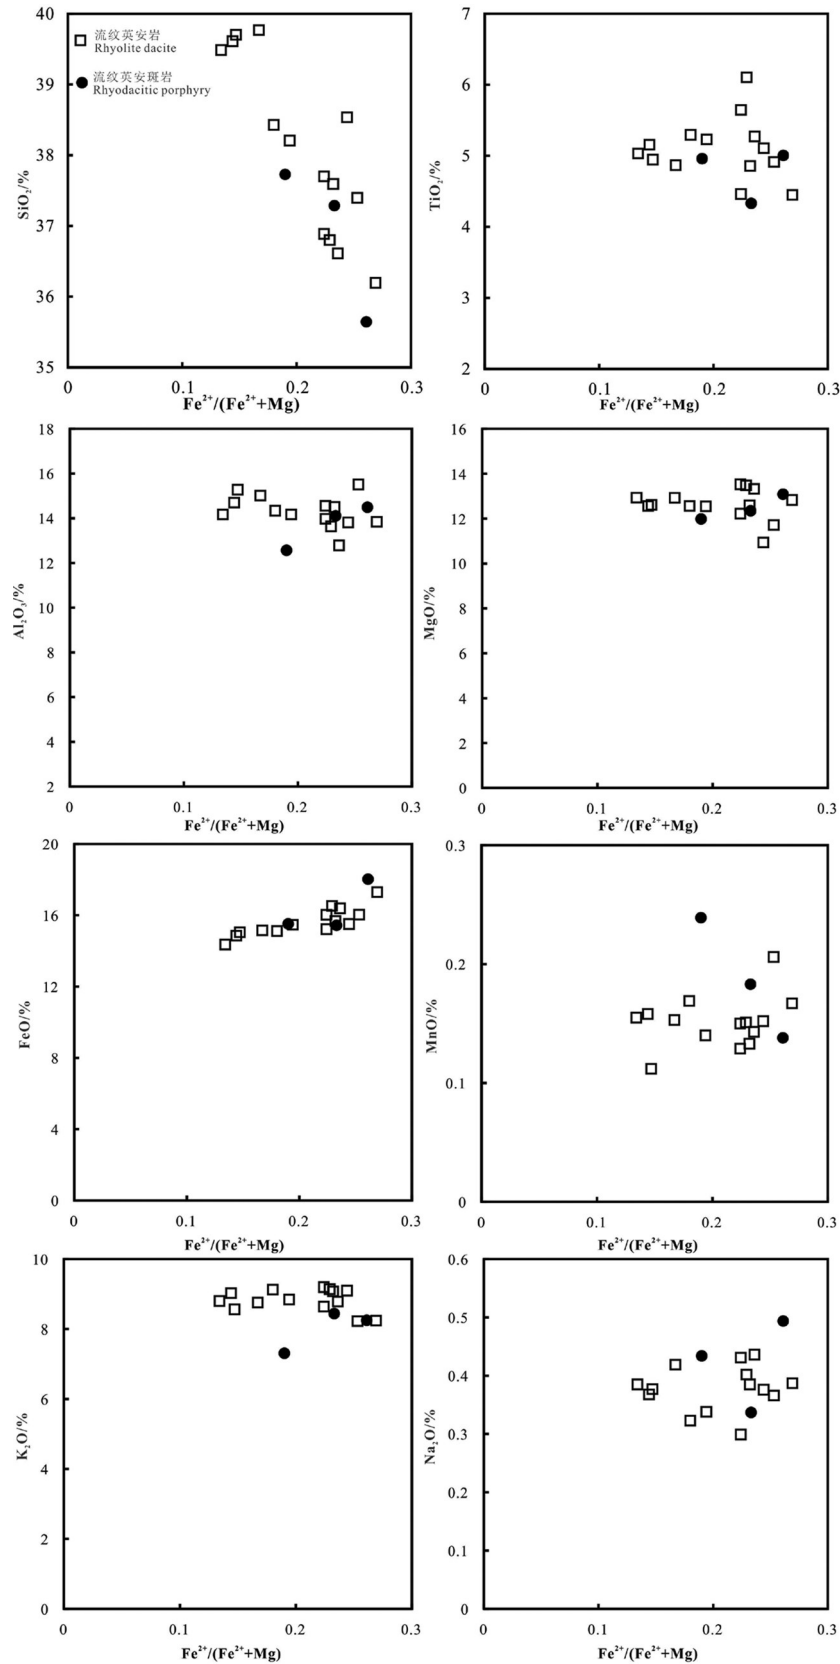 40
39
38
37
36
35
SiO₂/%
流纹英安岩
Rhyolite dacite
流纹英安斑岩
Rhyodacitic porphyry
0 0.1 0.2 0.3
Fe²⁺/(Fe²⁺+Mg)
7
6
5
4
3
2
TiO₂/%
0 0.1 0.2 0.3
Fe²⁺/(Fe²⁺+Mg)
18
16
14
12
10
8
6
4
2
Al₂O₃/%
0 0.1 0.2 0.3
Fe²⁺/(Fe²⁺+Mg)
16
14
12
10
8
6
4
2
0
MgO/%
0 0.1 0.2 0.3
Fe²⁺/(Fe²⁺+Mg)
20
16
12
8
4
0
FeO/%
0 0.1 0.2 0.3
Fe²⁺/(Fe²⁺+Mg)
0.3
0.2
0.1
0
MnO/%
0 0.1 0.2 0.3
Fe²⁺/(Fe²⁺+Mg)
10
8
6
4
2
0
K₂O/%
0 0.1 0.2 0.3
Fe²⁺/(Fe²⁺+Mg)
0.6
0.5
0.4
0.3
0.2
0.1
0
Na₂O/%
0 0.1 0.2 0.3
Fe²⁺/(Fe²⁺+Mg)